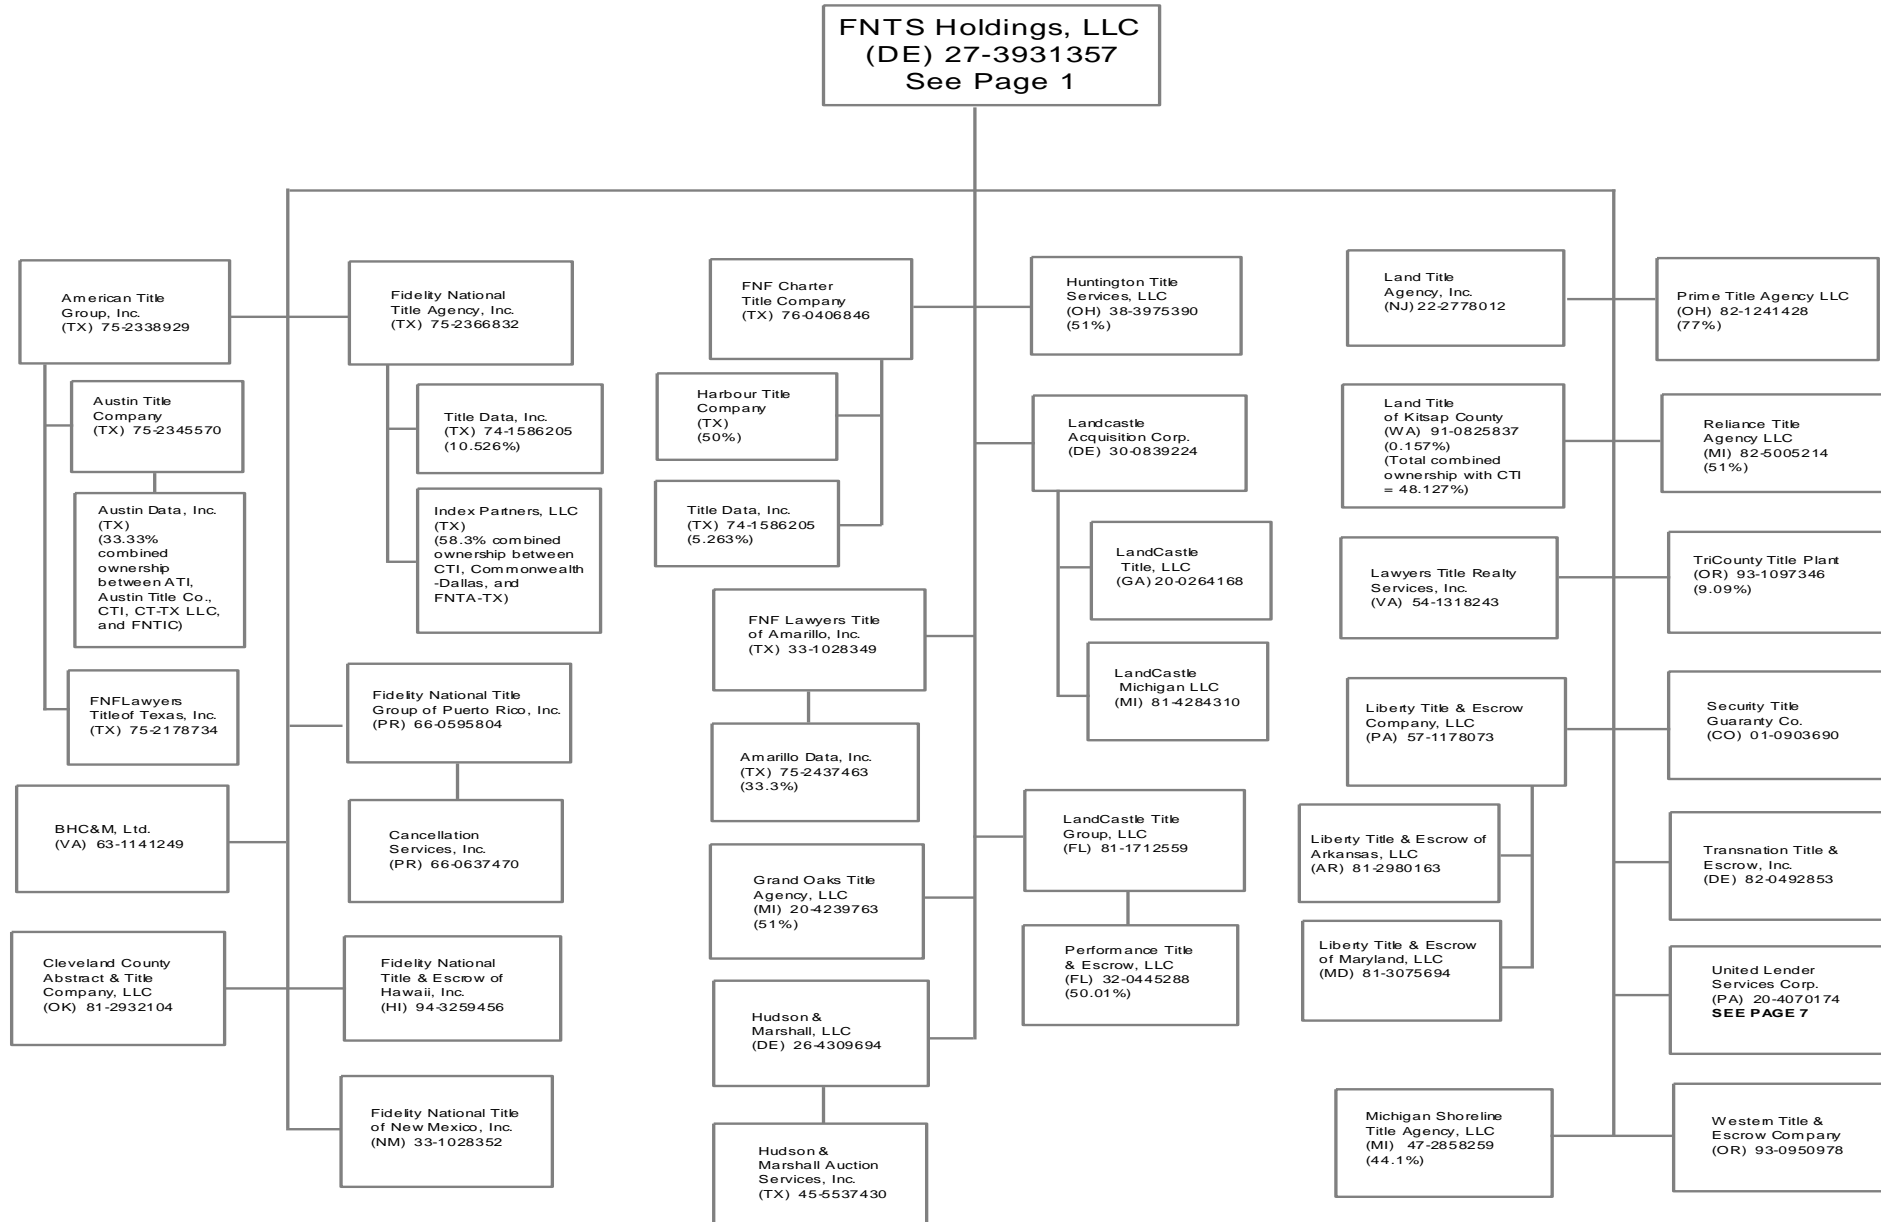 FNTS Holdings, LLC
(DE) 27-3931357
See Page 1
American Title
Group, Inc.
(TX) 75-2338929
Austin Title
Company
(TX) 75-2345570
Austin Data, Inc.
(TX)
(33.33%
combined
ownership
between ATI,
Austin Title Co.,
CTI, CT-TX LLC,
and FNTIC)
FNFLawyers
Titleof Texas, Inc.
(TX) 75-2178734
BHC&M, Ltd.
(VA) 63-1141249
Cleveland County
Abstract & Title
Company, LLC
(OK) 81-2932104
Fidelity National
Title Agency, Inc.
(TX) 75-2366832
Title Data, Inc.
(TX) 74-1586205
(10.526%)
Index Partners, LLC
(TX)
(58.3% combined
ownership between
CTI, Commonwealth
-Dallas, and
FNTA-TX)
Fidelity National Title
Group of Puerto Rico, Inc.
(PR) 66-0595804
Cancellation
Services, Inc.
(PR) 66-0637470
Fidelity National
Title & Escrow of
Hawaii, Inc.
(HI) 94-3259456
Fidelity National Title
of New Mexico, Inc.
(NM) 33-1028352
FNF Charter
Title Company
(TX) 76-0406846
Harbour Title
Company
(TX)
(50%)
Title Data, Inc.
(TX) 74-1586205
(5.263%)
FNF Lawyers Title
of Amarillo, Inc.
(TX) 33-1028349
Amarillo Data, Inc.
(TX) 75-2437463
(33.3%)
Grand Oaks Title
Agency, LLC
(MI) 20-4239763
(51%)
Hudson &
Marshall, LLC
(DE) 26-4309694
Hudson &
Marshall Auction
Services, Inc.
(TX) 45-5537430
Huntington Title
Services, LLC
(OH) 38-3975390
(51%)
Landcastle
Acquisition Corp.
(DE) 30-0839224
LandCastle
Title, LLC
(GA) 20-0264168
LandCastle
Michigan LLC
(MI) 81-4284310
LandCastle Title
Group, LLC
(FL) 81-1712559
Performance Title
& Escrow, LLC
(FL) 32-0445288
(50.01%)
Land Title
Agency, Inc.
(NJ) 22-2778012
Land Title
of Kitsap County
(WA) 91-0825837
(0.157%)
(Total combined
ownership with CTI
= 48.127%)
Lawyers Title Realty
Services, Inc.
(VA) 54-1318243
Liberty Title & Escrow
Company, LLC
(PA) 57-1178073
Liberty Title & Escrow of
Arkansas, LLC
(AR) 81-2980163
Liberty Title & Escrow
of Maryland, LLC
(MD) 81-3075694
Michigan Shoreline
Title Agency, LLC
(MI) 47-2858259
(44.1%)
Prime Title Agency LLC
(OH) 82-1241428
(77%)
Reliance Title
Agency LLC
(MI) 82-5005214
(51%)
TriCounty Title Plant
(OR) 93-1097346
(9.09%)
Security Title
Guaranty Co.
(CO) 01-0903690
Transnation Title &
Escrow, Inc.
(DE) 82-0492853
United Lender
Services Corp.
(PA) 20-4070174
SEE PAGE 7
Western Title &
Escrow Company
(OR) 93-0950978